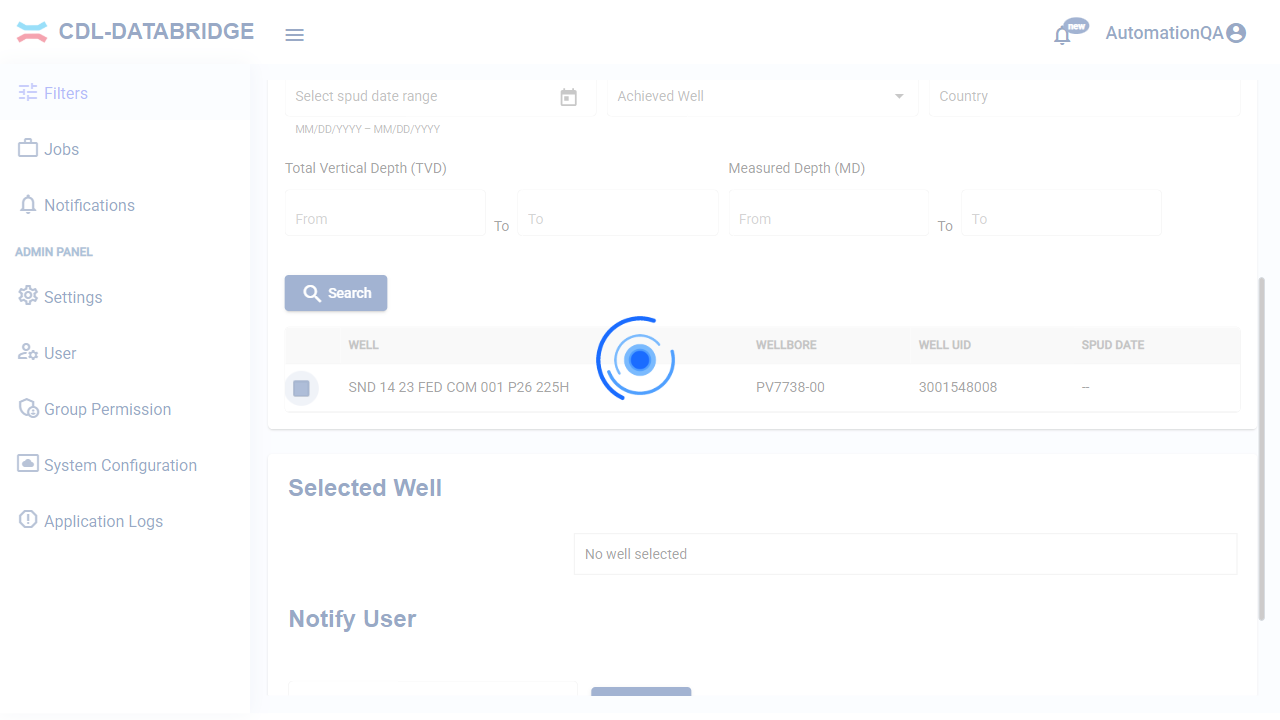 CDL-DATABRIDGE
new
AutomationQA
Filters
Jobs
Notifications
ADMIN PANEL
Settings
User
Group Permission
System Configuration
Application Logs
Select spud date range
Achieved Well
Country
MM/DD/YYYY – MM/DD/YYYY
Total Vertical Depth (TVD)
Measured Depth (MD)
From To To
From To To
Search
WELL WELLBORE WELL UID SPUD DATE
SND 14 23 FED COM 001 P26 225H PV7738-00 3001548008 –
Selected Well
No well selected
Notify User